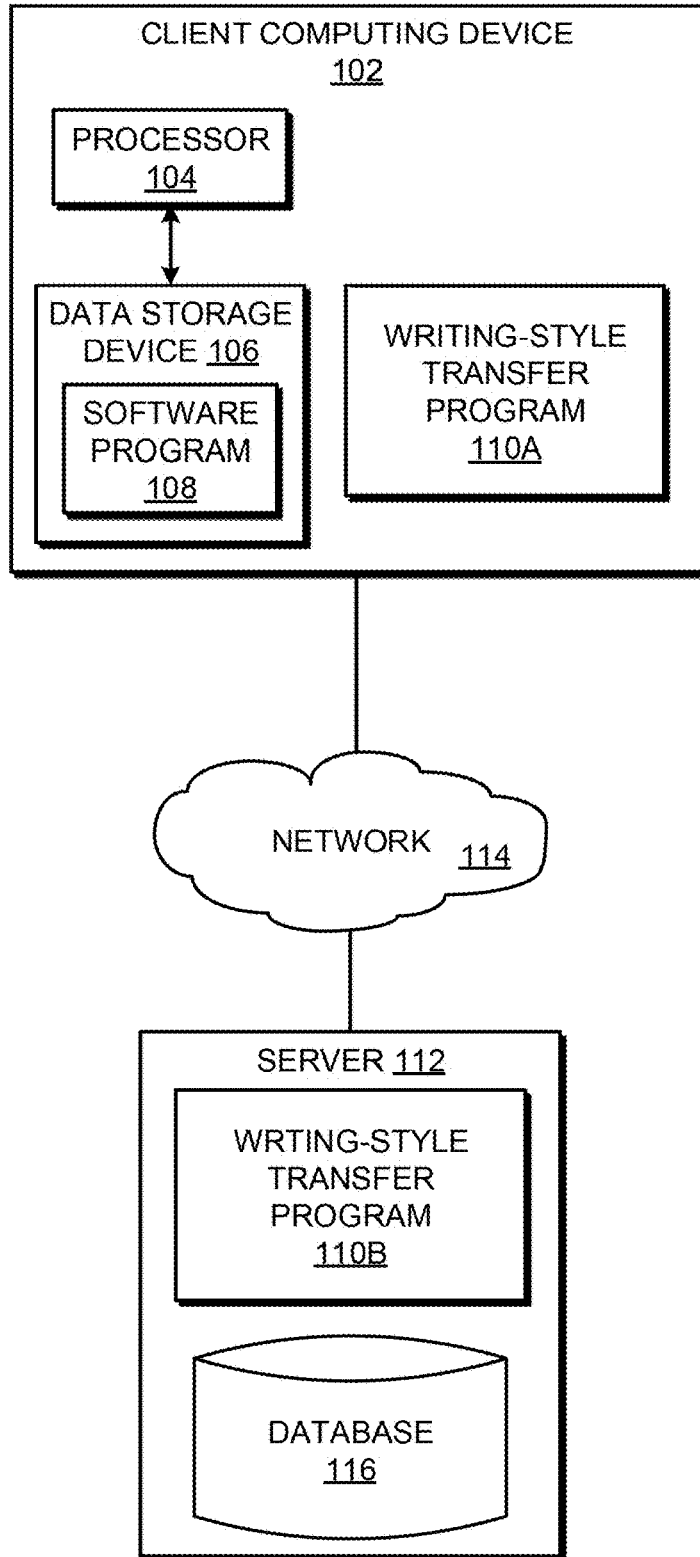 CLIENT COMPUTING DEVICE
102
PROCESSOR
104
DATA STORAGE
DEVICE 106
SOFTWARE
PROGRAM
108
WRITING-STYLE
TRANSFER
PROGRAM
110A
NETWORK 114
SERVER 112
WRTING-STYLE
TRANSFER
PROGRAM
110B
DATABASE
116